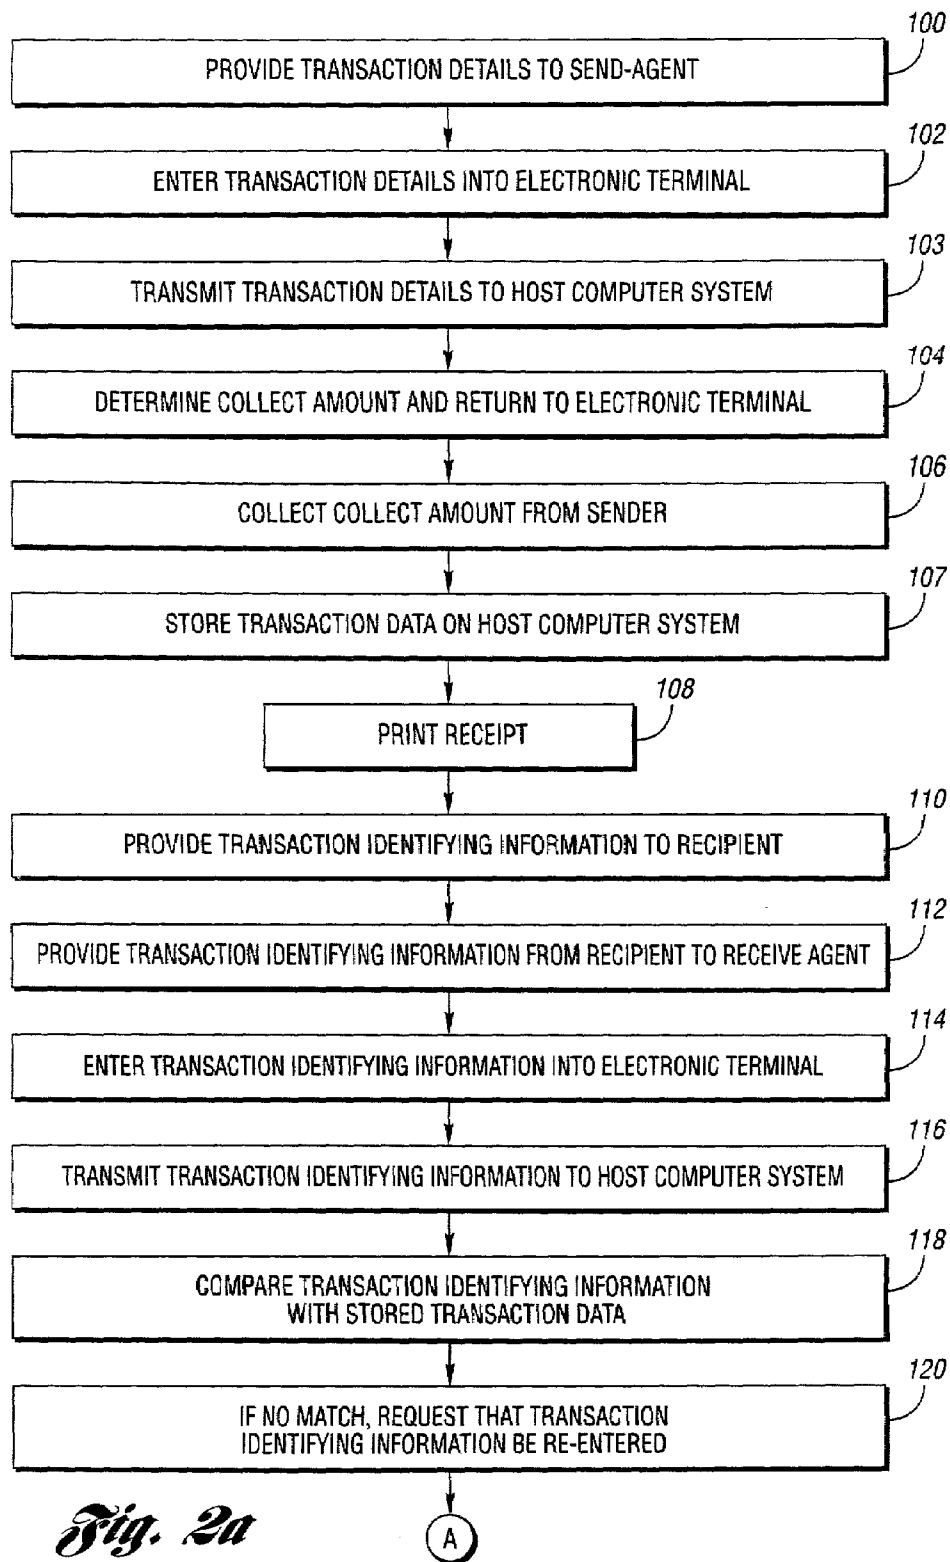 100
PROVIDE TRANSACTION DETAILS TO SEND-AGENT
102
ENTER TRANSACTION DETAILS INTO ELECTRONIC TERMINAL
103
TRANSMIT TRANSACTION DETAILS TO HOST COMPUTER SYSTEM
104
DETERMINE COLLECT AMOUNT AND RETURN TO ELECTRONIC TERMINAL
106
COLLECT COLLECT AMOUNT FROM SENDER
107
STORE TRANSACTION DATA ON HOST COMPUTER SYSTEM
108
PRINT RECEIPT
110
PROVIDE TRANSACTION IDENTIFYING INFORMATION TO RECIPIENT
112
PROVIDE TRANSACTION IDENTIFYING INFORMATION FROM RECIPIENT TO RECEIVE AGENT
114
ENTER TRANSACTION IDENTIFYING INFORMATION INTO ELECTRONIC TERMINAL
116
TRANSMIT TRANSACTION IDENTIFYING INFORMATION TO HOST COMPUTER SYSTEM
118
COMPARE TRANSACTION IDENTIFYING INFORMATION
WITH STORED TRANSACTION DATA
120
IF NO MATCH, REQUEST THAT TRANSACTION
IDENTIFYING INFORMATION BE RE-ENTERED
Fig. 2a
A